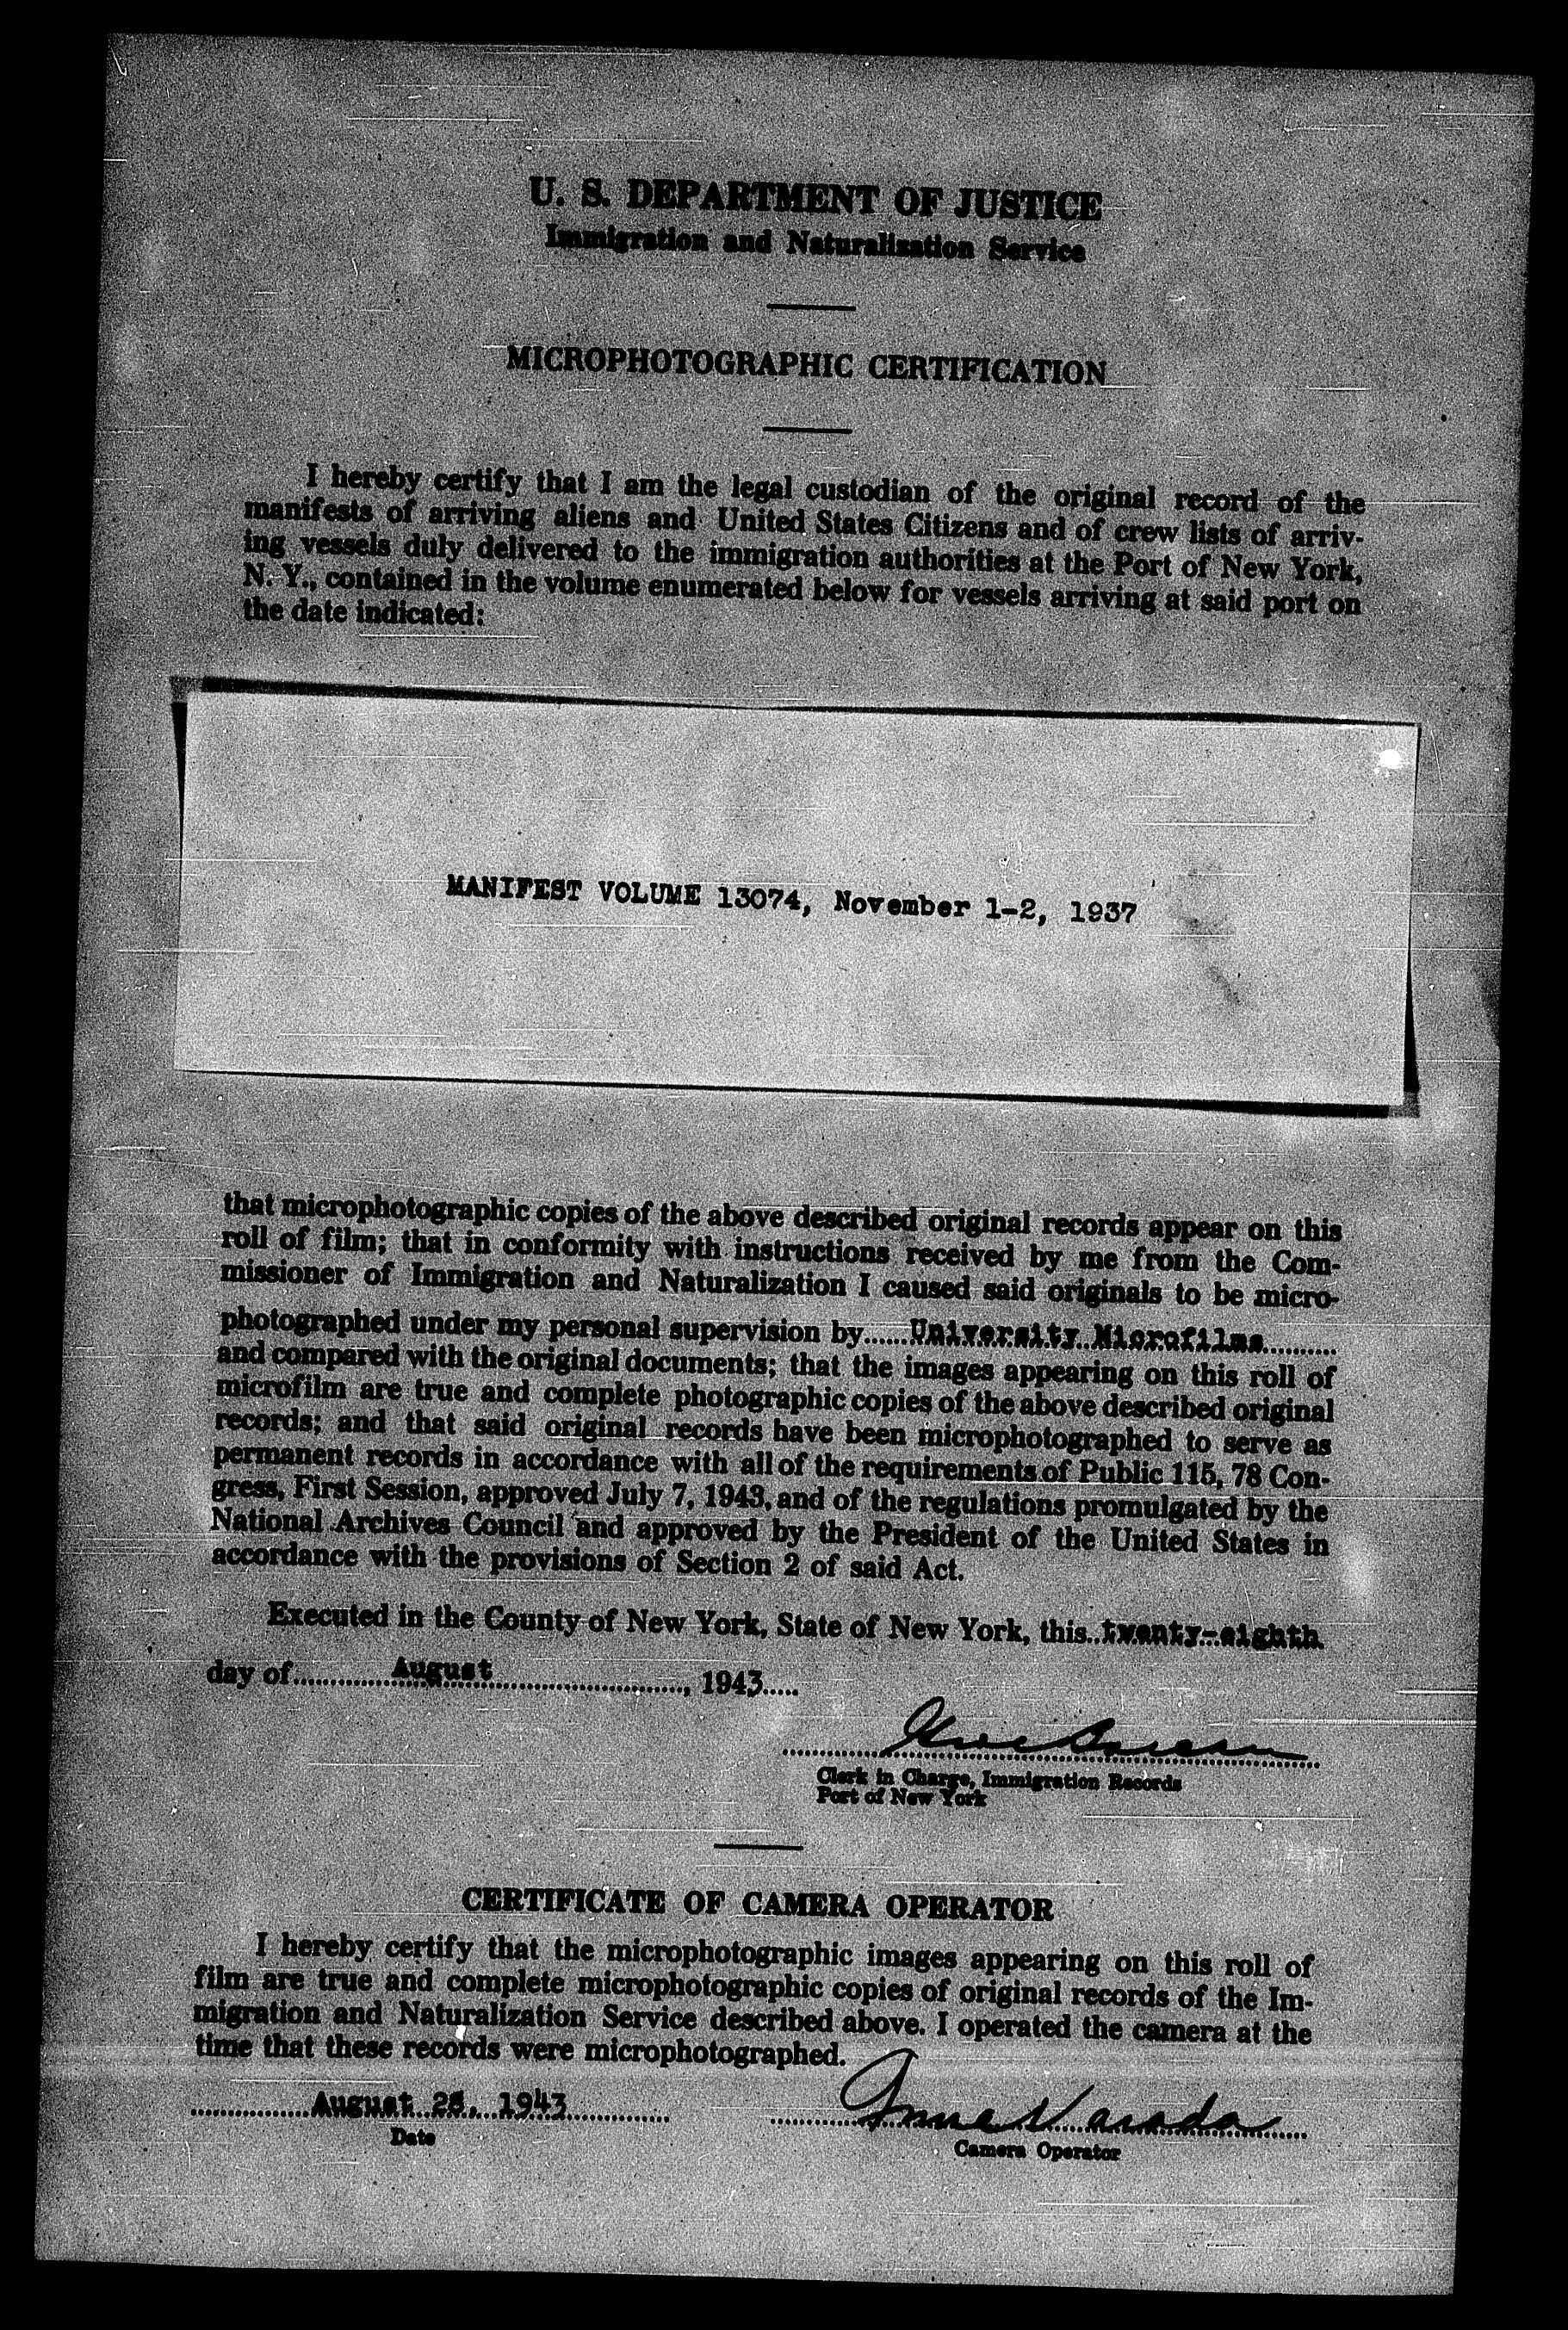 U. S. DEPARTMENT OF JUSTICE
Immigration and Naturalization Service
MICROPHOTOGRAPHIC CERTIFICATION
I hereby certify that I am the legal custodian of the original record of the
manifests of arriving aliens and United States Citizens and of crew lists of arriv-
ing vessels duly delivered to the immigration authorities at the Port of New York,
N. Y., contained in the volume enumerated below for vessels arriving at said port on
the date indicated:
MANIFEST VOLUME 13074, November 1-2, 1937
that microphotographic copies of the above described original records appear on this
roll of film; that in conformity with instructions received by me from the Com-
missioner of Immigration and Naturalization I caused said originals to be micro-
photographed under my personal supervision by......University Microfilms..........
and compared with the original documents; that the images appearing on this roll of
microfilm are true and complete photographic copies of the above described original
records; and that said original records have been microphotographed to serve as
permanent records in accordance with all of the requirements of Public 115, 78 Con-
gress, First Session, approved July 7, 1943, and of the regulations promulgated by the
National Archives Council and approved by the President of the United States in
accordance with the provisions of Section 2 of said Act.
Executed in the County of New York, State of New York, this..twenty-eighth
day of..............August............................, 1943.....
Clerk in Charge, Immigration Records
Port of New York
CERTIFICATE OF CAMERA OPERATOR
I hereby certify that the microphotographic images appearing on this roll of
film are true and complete microphotographic copies of original records of the Im-
migration and Naturalization Service described above. I operated the camera at the
time that these records were microphotographed.
August 28, 1943 Anne Varada
Date
Camera Operator